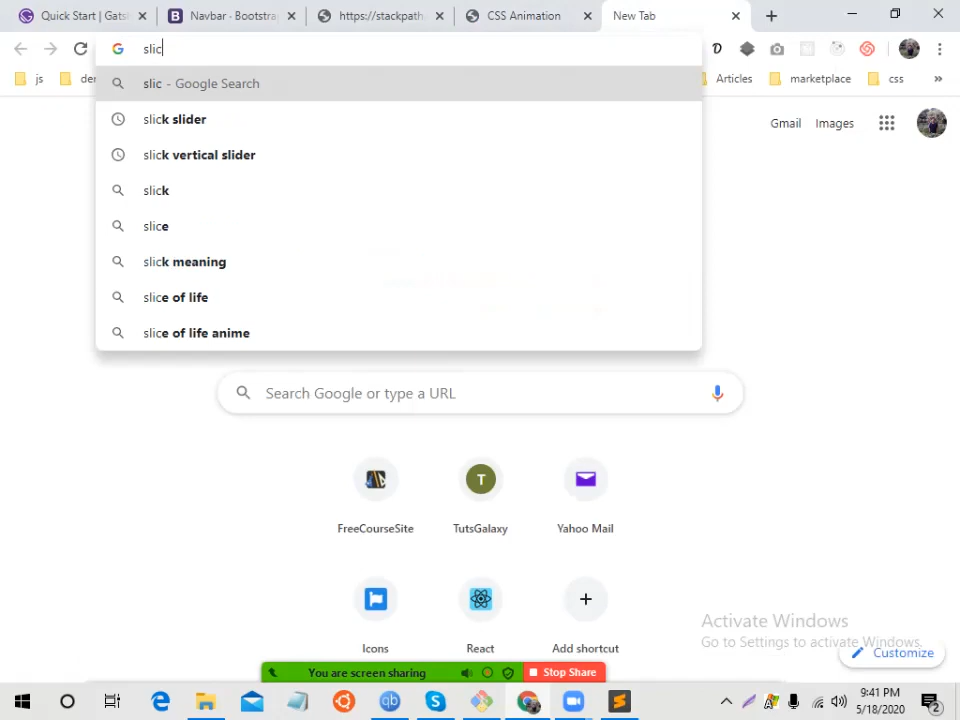 Quick Start | Gats
Navbar · Bootstra
https://stackpath
CSS Animation
New Tab
slic
js
der
Articles
marketplace
css
»
slic - Google Search
slick slider
slick vertical slider
slick
slice
slick meaning
slice of life
slice of life anime
Gmail
Images
Search Google or type a URL
T
FreeCourseSite
TutsGalaxy
Yahoo Mail
Icons
React
Add shortcut
Activate Windows
Go to Settings to activate Windows.
Customize
You are screen sharing
Stop Share
9:41 PM
5/18/2020
2